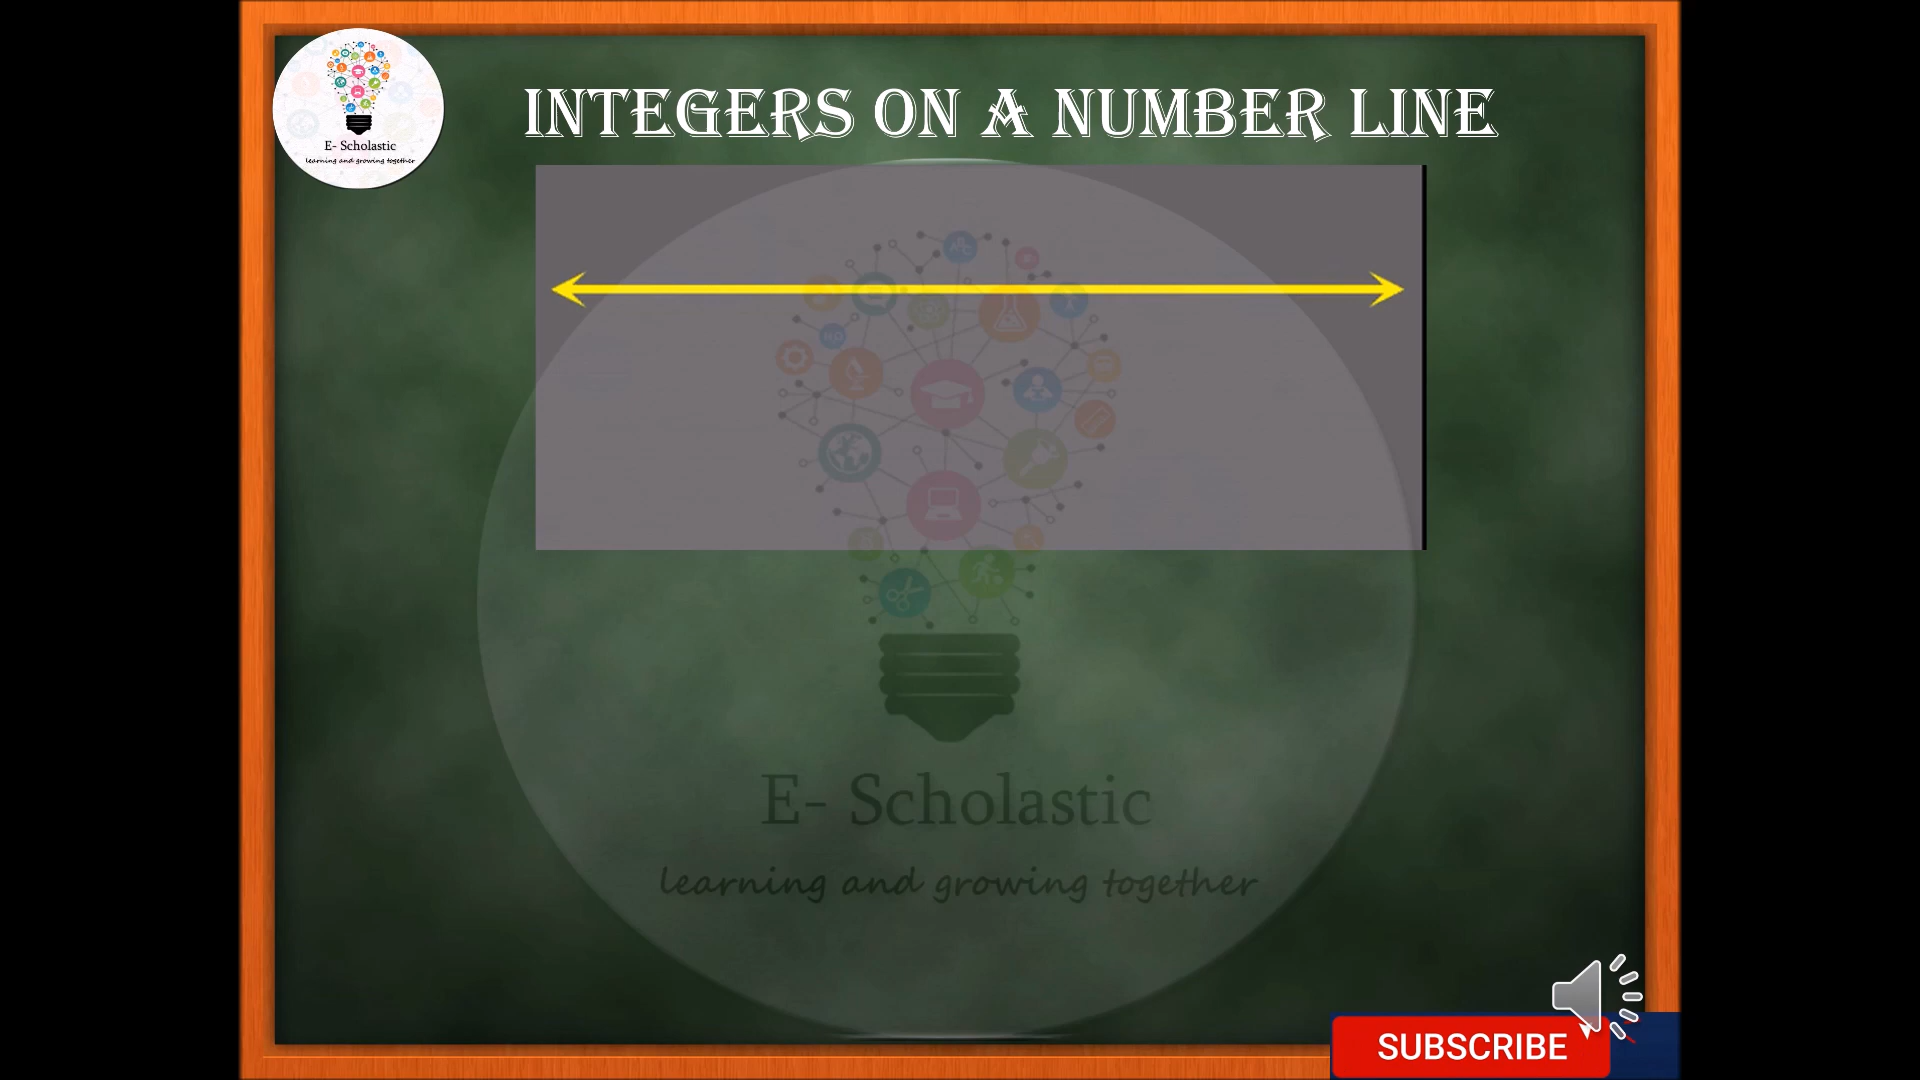 INTEGERS ON A NUMBER LINE
E- Scholastic
learning and growing together
E- Scholastic
learning and growing together
SUBSCRIBE